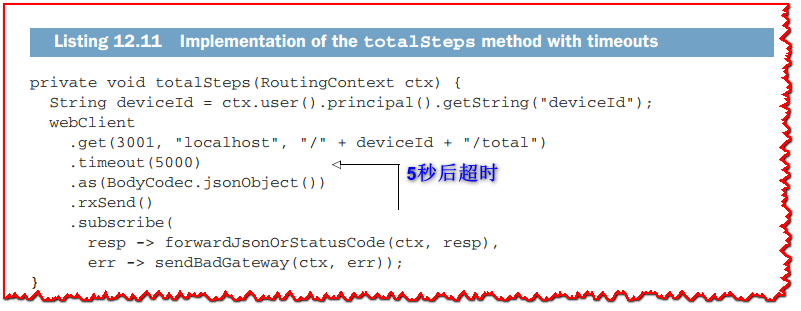 Listing 12.11 Implementation of the totalSteps method with timeouts
private void totalSteps(RoutingContext ctx) {
  String deviceId = ctx.user().principal().getString("deviceId");
  webClient
    .get(3001, "localhost", "/" + deviceId + "/total")
    .timeout(5000)
5秒后超时
    .as(BodyCodec.jsonObject())
    .rxSend()
    .subscribe(
      resp -> forwardJsonOrStatusCode(ctx, resp),
      err -> sendBadGateway(ctx, err));
}